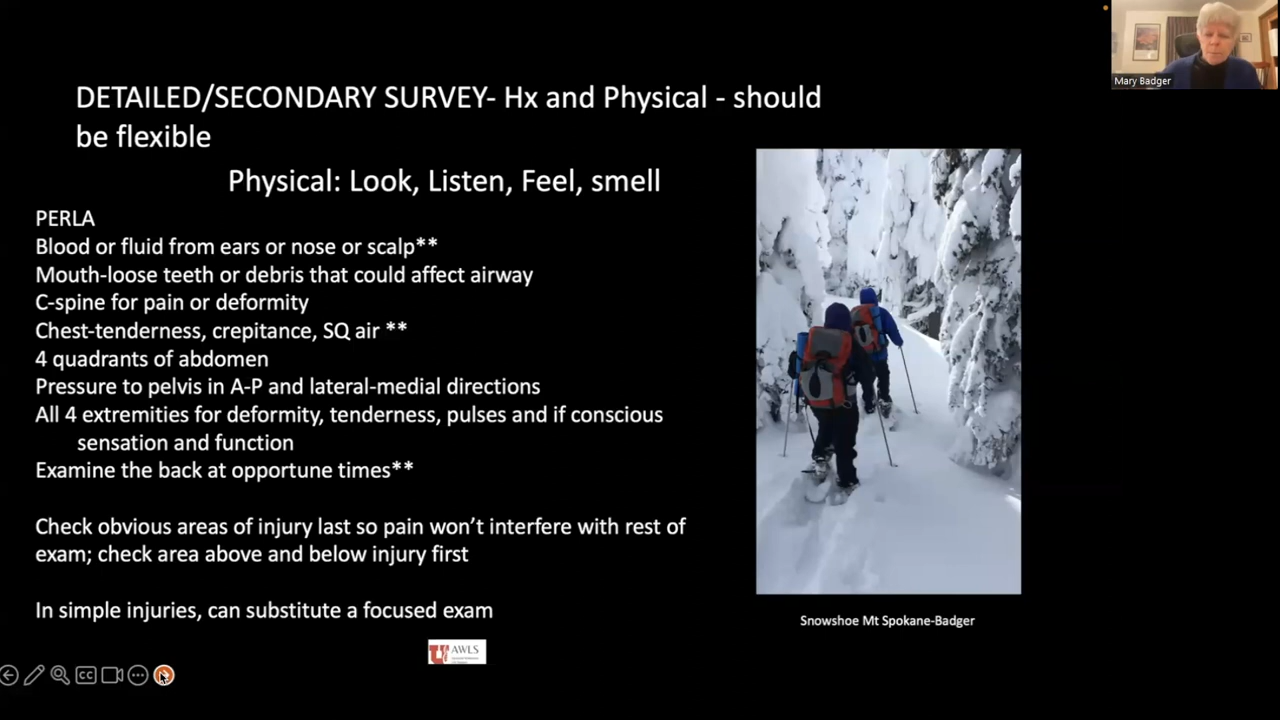 Mary Badger
DETAILED/SECONDARY SURVEY- Hx and Physical - should
be flexible
Physical: Look, Listen, Feel, smell
PERLA
Blood or fluid from ears or nose or scalp**
Mouth-loose teeth or debris that could affect airway
C-spine for pain or deformity
Chest-tenderness, crepitance, SQ air **
4 quadrants of abdomen
Pressure to pelvis in A-P and lateral-medial directions
All 4 extremities for deformity, tenderness, pulses and if conscious
sensation and function
Examine the back at opportune times**
Check obvious areas of injury last so pain won’t interfere with rest of
exam; check area above and below injury first
In simple injuries, can substitute a focused exam
Snowshoe Mt Spokane-Badger
U AWLS
CC